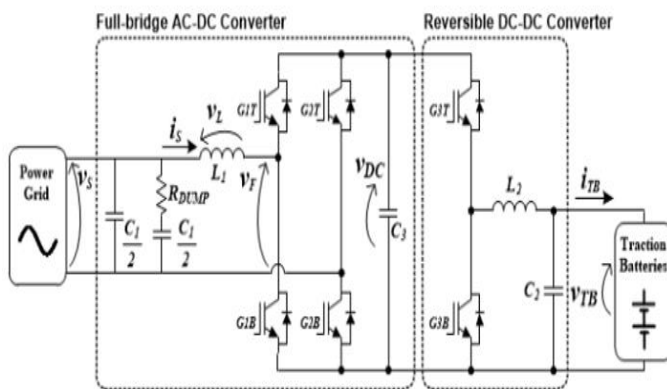 Full-bridge AC-DC Converter
Reversible DC-DC Converter
G1T
G2T
G3T
vL
iS
L1
Power
Grid
vS
RDUMP
C1
2
C1
2
vF
vDC
C3
L2
iTB
C2
vTB
Traction
Batteries
G1B
G2B
G3B